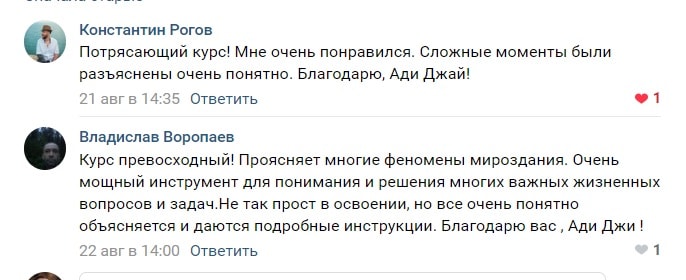 Константин Рогов
Потрясающий курс! Мне очень понравился. Сложные моменты были
разъяснены очень понятно. Благодарю, Ади Джай!
21 авг в 14:35 Ответить 1
Владислав Воропаев
Курс превосходный! Проясняет многие феномены мироздания. Очень
мощный инструмент для понимания и решения многих важных жизненных
вопросов и задач.Не так прост в освоении, но все очень понятно
объясняется и даются подробные инструкции. Благодарю вас , Ади Джи !
22 авг в 14:00 Ответить 1